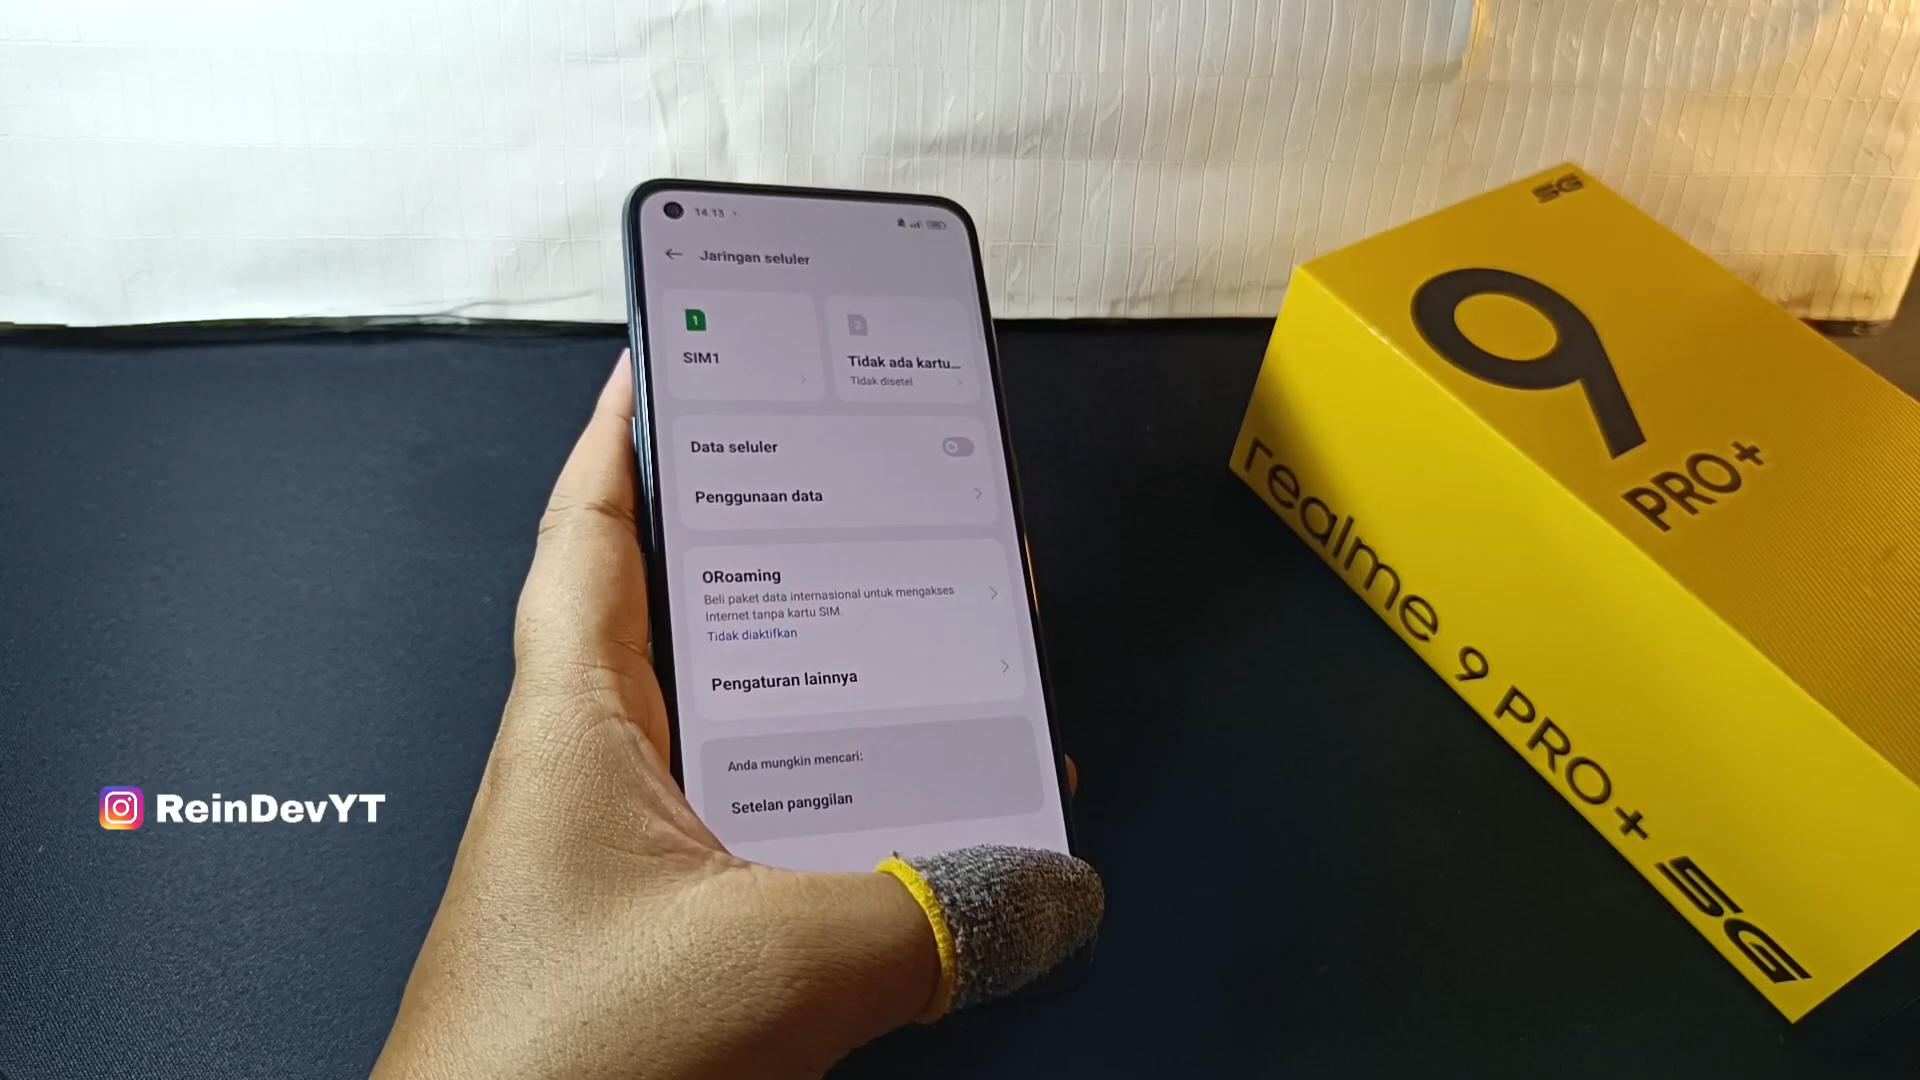 14.13
Jaringan seluler
1
SIM1
2
Tidak ada kartu...
Tidak disetel
Data seluler
Penggunaan data
ORoaming
Beli paket data internasional untuk mengakses
Internet tanpa kartu SIM.
Tidak diaktifkan
Pengaturan lainnya
Anda mungkin mencari:
Setelan panggilan
ReinDevYT
5G
9
PRO+
realme 9 PRO+ 5G